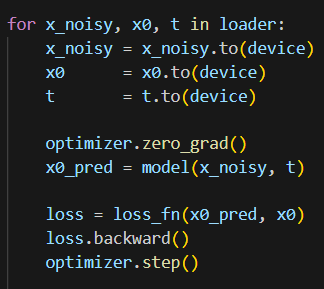 for x_noisy, x0, t in loader:
    x_noisy = x_noisy.to(device)
    x0      = x0.to(device)
    t       = t.to(device)

    optimizer.zero_grad()
    x0_pred = model(x_noisy, t)

    loss = loss_fn(x0_pred, x0)
    loss.backward()
    optimizer.step()